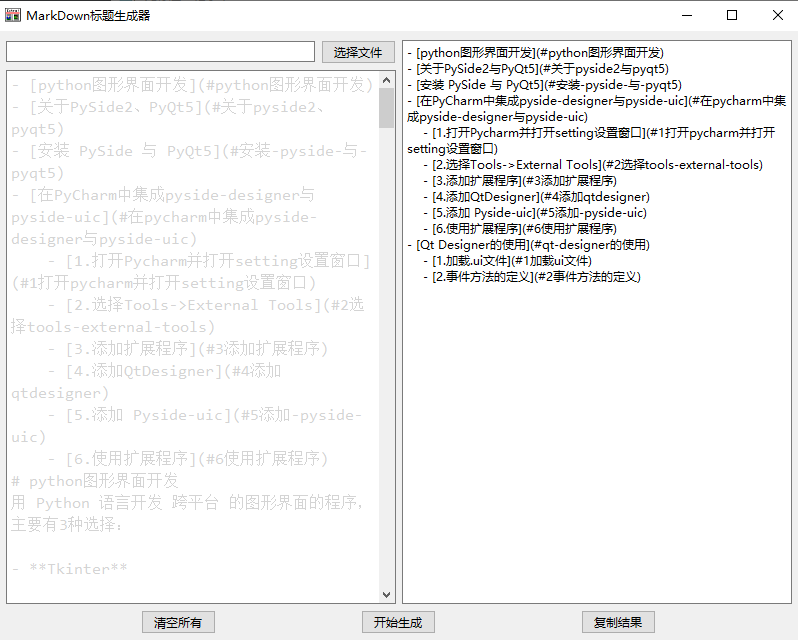 MarkDown标题生成器
选择文件
- [python图形界面开发](#python图形界面开发)
- [关于PySide2、PyQt5](#关于pyside2、
pyqt5)
- [安装 PySide 与 PyQt5](#安装-pyside-与-
pyqt5)
- [在PyCharm中集成pyside-designer与
pyside-uic](#在pycharm中集成pyside-
designer与pyside-uic)
    - [1.打开Pycharm并打开setting设置窗口]
(#1打开pycharm并打开setting设置窗口)
    - [2.选择Tools->External Tools](#2选
择tools-external-tools)
    - [3.添加扩展程序](#3添加扩展程序)
    - [4.添加QtDesigner](#4添加
qtdesigner)
    - [5.添加 Pyside-uic](#5添加-pyside-
uic)
    - [6.使用扩展程序](#6使用扩展程序)
# python图形界面开发
用 Python 语言开发 跨平台 的图形界面的程序，
主要有3种选择：
- **Tkinter**
- [python图形界面开发](#python图形界面开发)
- [关于PySide2与PyQt5](#关于pyside2与pyqt5)
- [安装 PySide 与 PyQt5](#安装-pyside-与-pyqt5)
- [在PyCharm中集成pyside-designer与pyside-uic](#在pycharm中集
成pyside-designer与pyside-uic)
    - [1.打开Pycharm并打开setting设置窗口](#1打开pycharm并打开
setting设置窗口)
    - [2.选择Tools->External Tools](#2选择tools-external-tools)
    - [3.添加扩展程序](#3添加扩展程序)
    - [4.添加QtDesigner](#4添加qtdesigner)
    - [5.添加 Pyside-uic](#5添加-pyside-uic)
    - [6.使用扩展程序](#6使用扩展程序)
- [Qt Designer的使用](#qt-designer的使用)
    - [1.加载.ui文件](#1加载ui文件)
    - [2.事件方法的定义](#2事件方法的定义)
清空所有
开始生成
复制结果